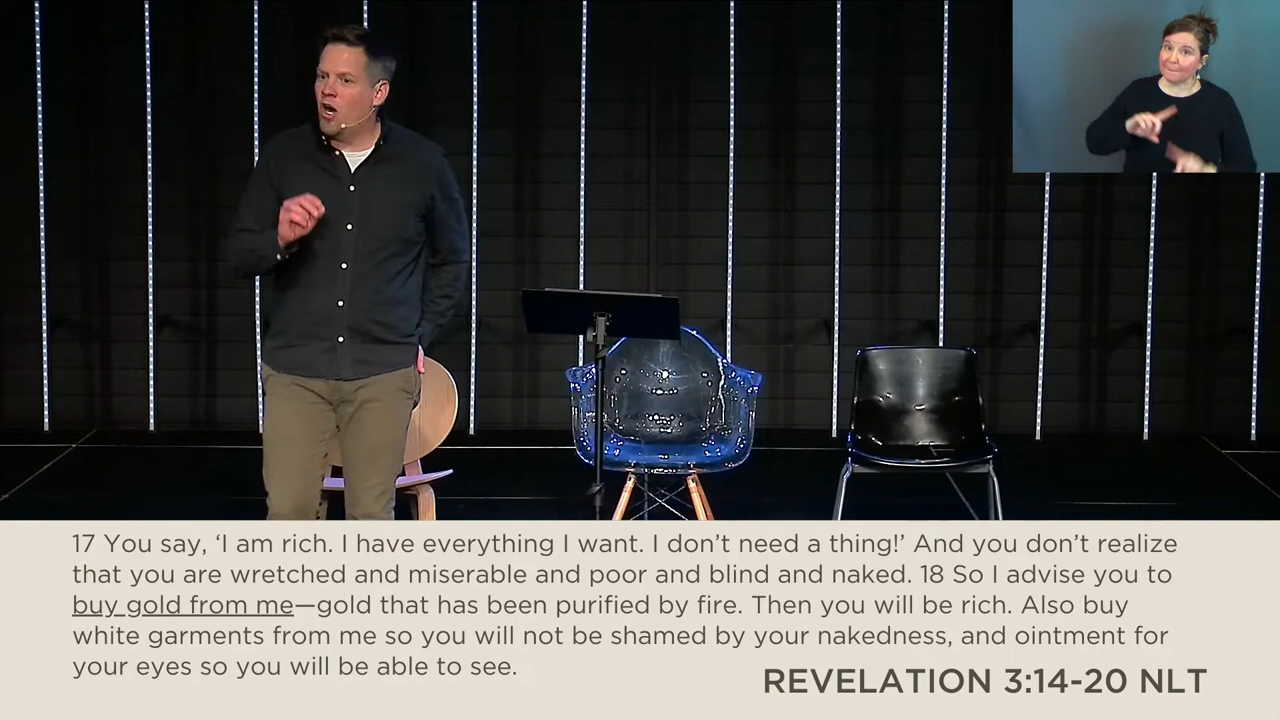 17 You say, ‘I am rich. I have everything I want. I don’t need a thing!’ And you don’t realize
that you are wretched and miserable and poor and blind and naked. 18 So I advise you to
buy gold from me—gold that has been purified by fire. Then you will be rich. Also buy
white garments from me so you will not be shamed by your nakedness, and ointment for
your eyes so you will be able to see.
REVELATION 3:14-20 NLT